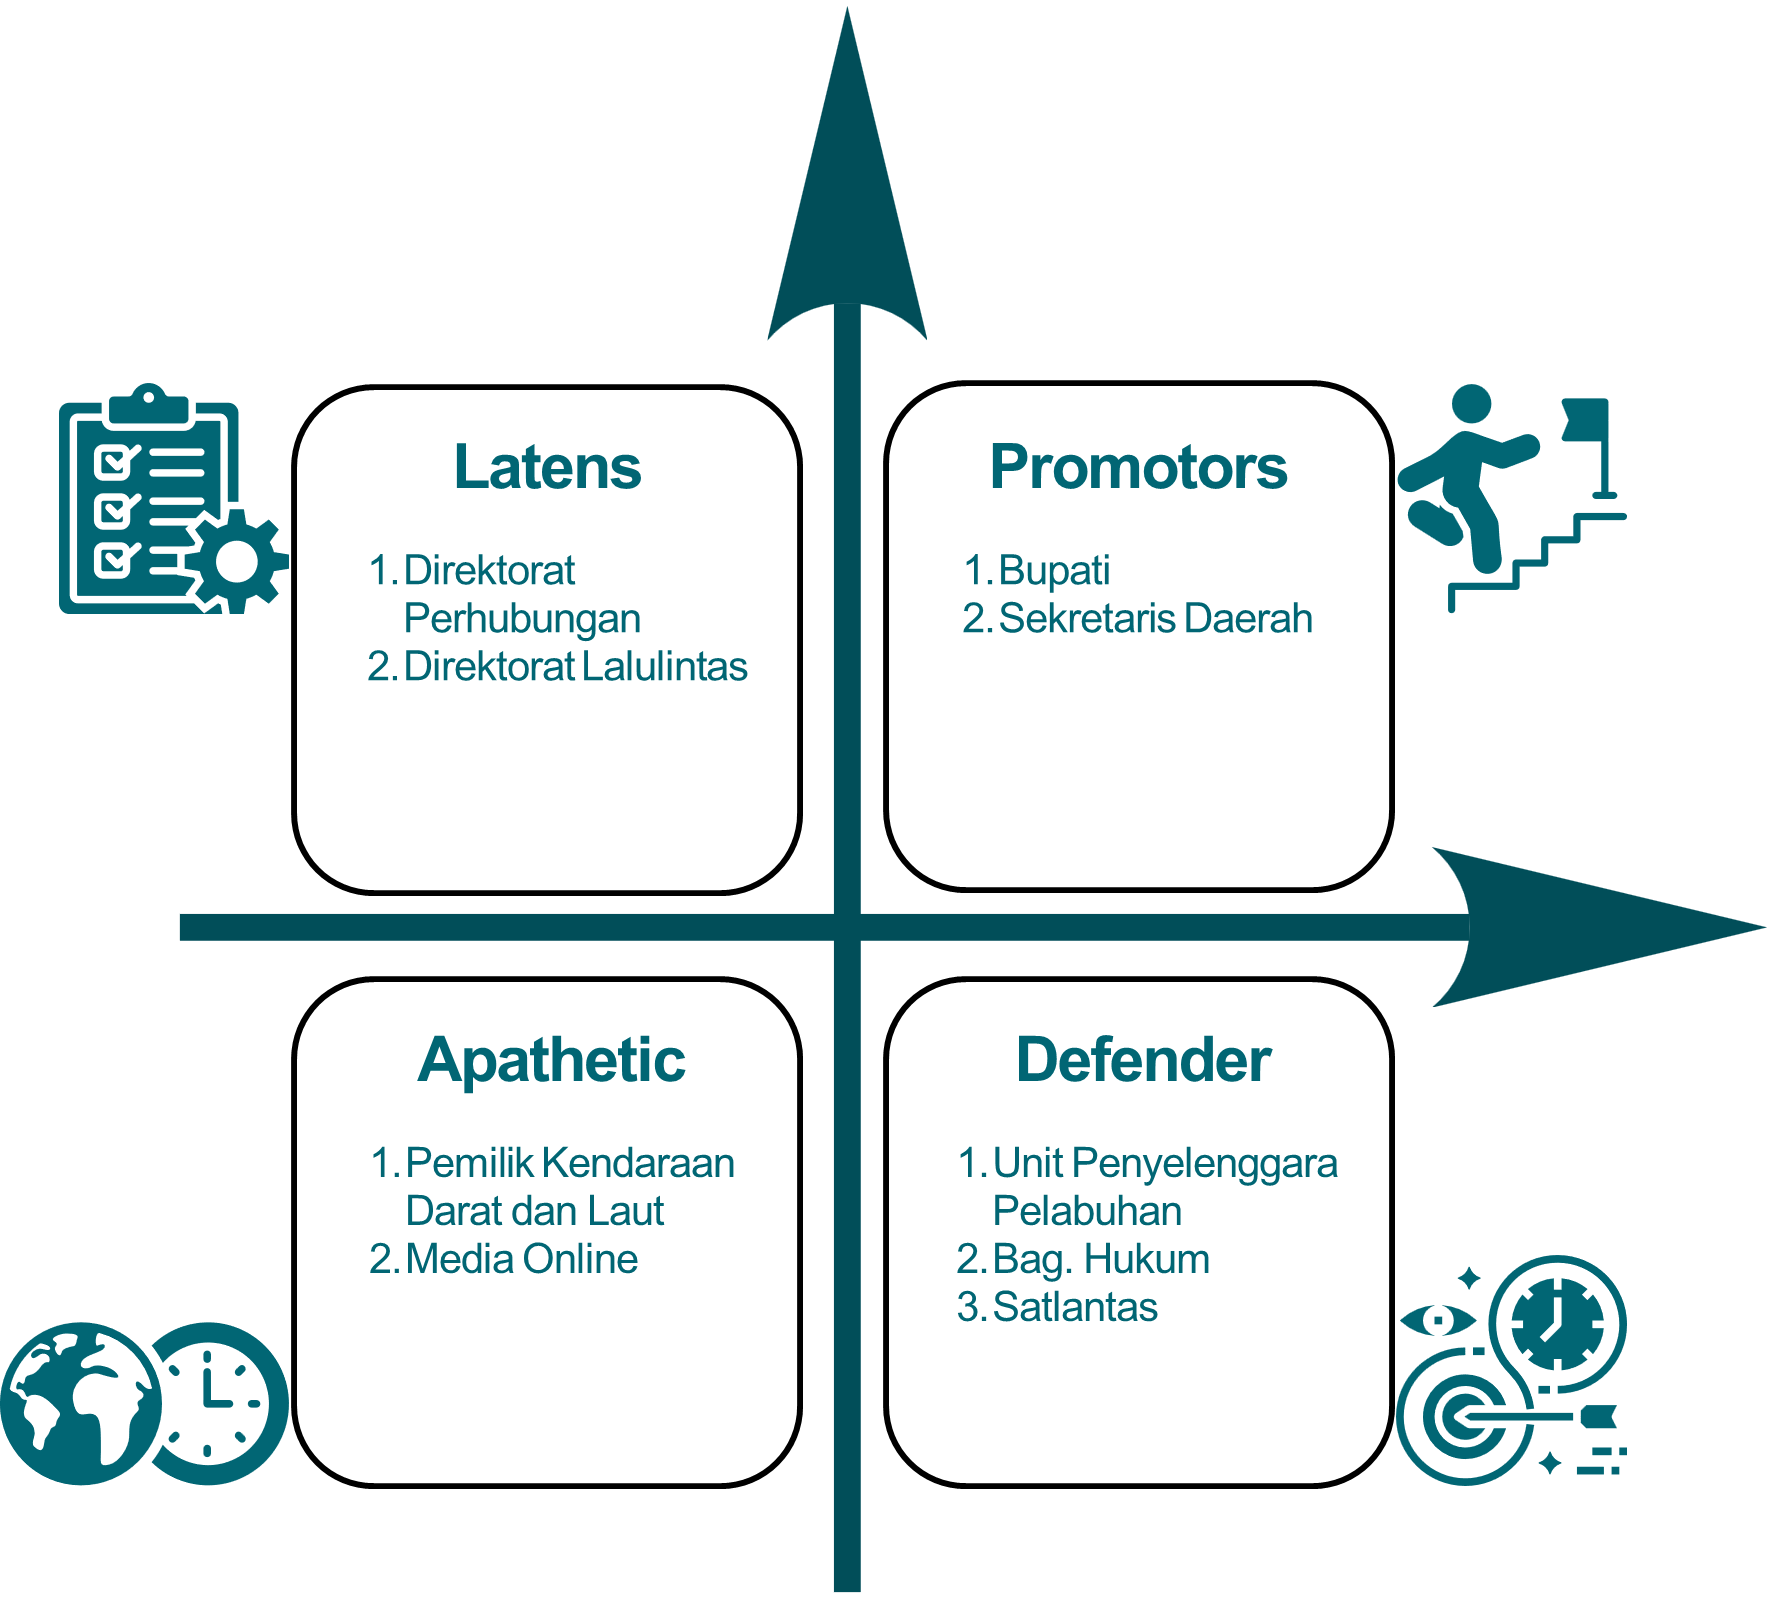 Latens
1. Direktorat
Perhubungan
2. Direktorat Lalulintas
Promotors
1. Bupati
2. Sekretaris Daerah
Apathetic
1. Pemilik Kendaraan
Darat dan Laut
2. Media Online
Defender
1. Unit Penyelenggara
Pelabuhan
2. Bag. Hukum
3. Satlantas